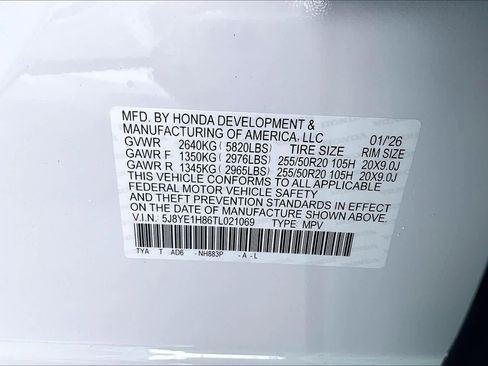 MFD. BY HONDA DEVELOPMENT &
MANUFACTURING OF AMERICA, LLC 01/'26
GVWR 2640KG ( 5820LBS) TIRE SIZE RIM SIZE
GAWR F 1350KG ( 2976LBS) 255/50R20 105H 20X9.0J
GAWR R 1345KG ( 2965LBS) 255/50R20 105H 20X9.0J
THIS VEHICLE CONFORMS TO ALL APPLICABLE
FEDERAL MOTOR VEHICLE SAFETY
AND THEFT PREVENTION STANDARDS IN EFFECT
ON THE DATE OF MANUFACTURE SHOWN ABOVE.
V.I.N. 5J8YE1H86TL021069 TYPE: MPV
TYA T AD6 - NH883P - A - L